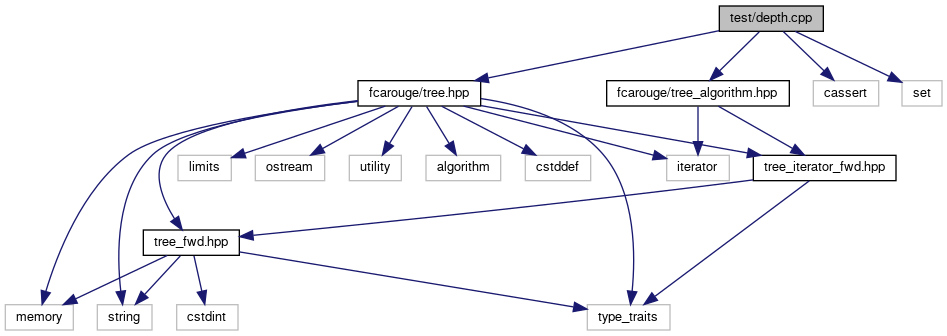 test/depth.cpp
fcarouge/tree.hpp
fcarouge/tree_algorithm.hpp
cassert
set
limits
ostream
utility
algorithm
cstddef
iterator
tree_iterator_fwd.hpp
tree_fwd.hpp
memory
string
cstdint
type_traits